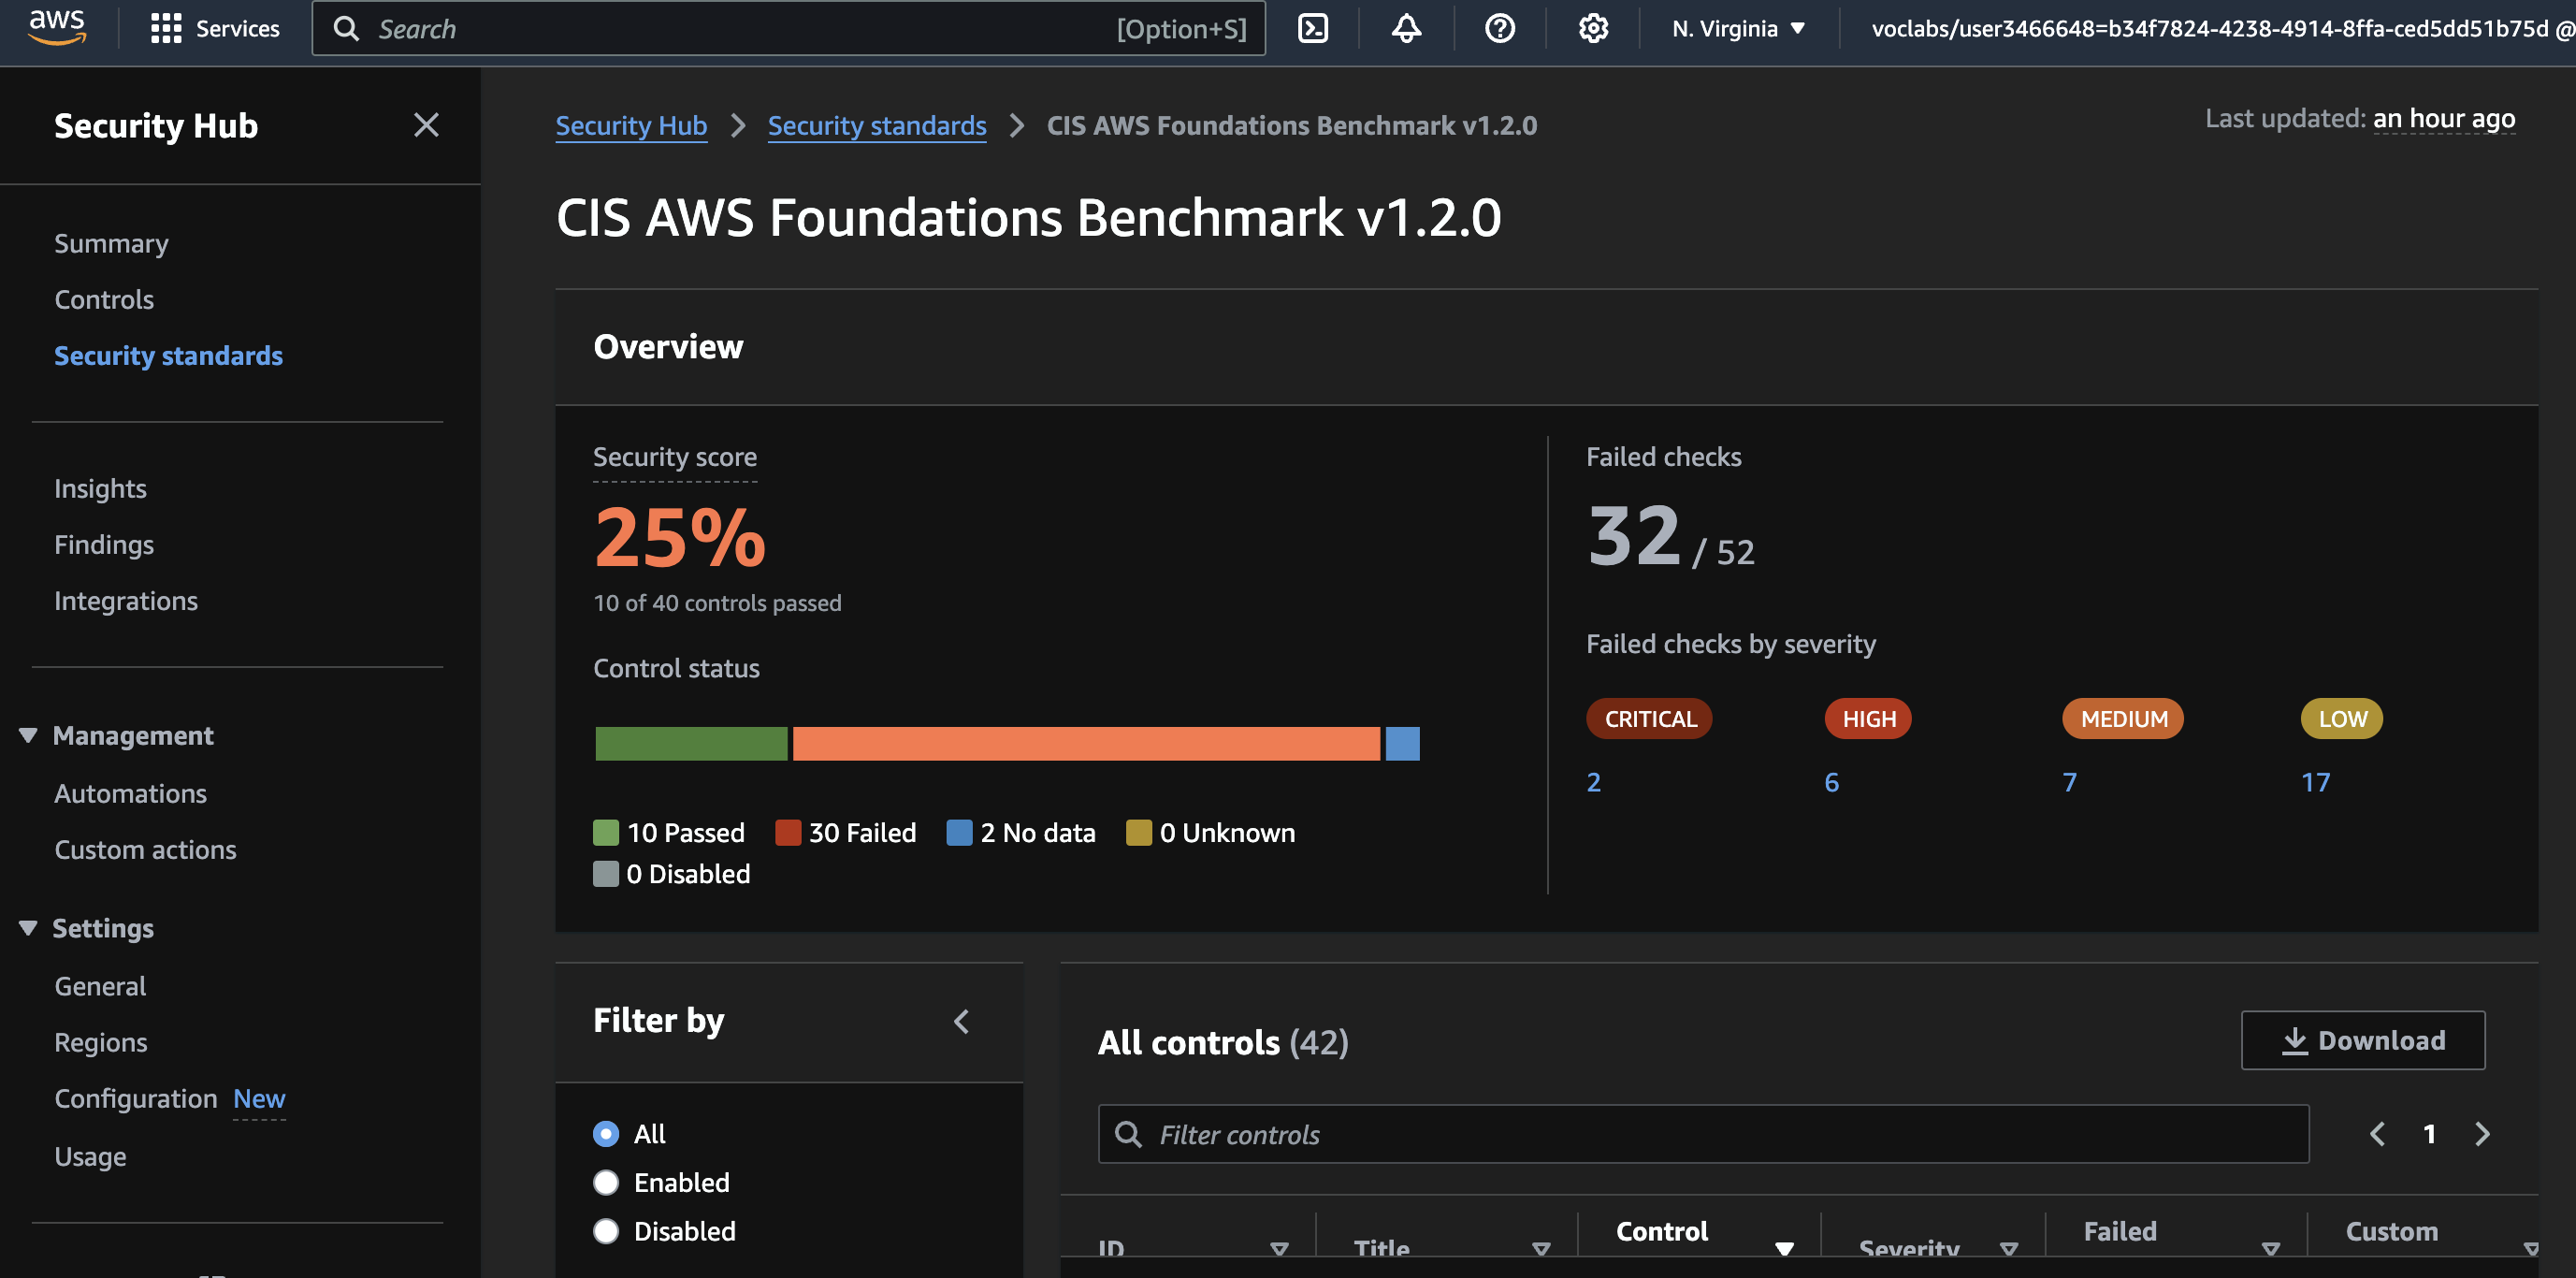 aws
Services
Search
[Option+S]
N. Virginia
voclabs/user3466648=b34f7824-4238-4914-8ffa-ced5dd51b75d @
Security Hub
Summary
Controls
Security standards
Insights
Findings
Integrations
Management
Automations
Custom actions
Settings
General
Regions
Configuration New
Usage
Security Hub
Security standards
CIS AWS Foundations Benchmark v1.2.0
Last updated: an hour ago
CIS AWS Foundations Benchmark v1.2.0
Overview
Security score
25%
10 of 40 controls passed
Control status
10 Passed
30 Failed
2 No data
0 Unknown
0 Disabled
Failed checks
32 / 52
Failed checks by severity
CRITICAL
HIGH
MEDIUM
LOW
2
6
7
17
Filter by
All
Enabled
Disabled
All controls (42)
Download
Filter controls
1
ID
Title
Control
Severity
Failed
Custom